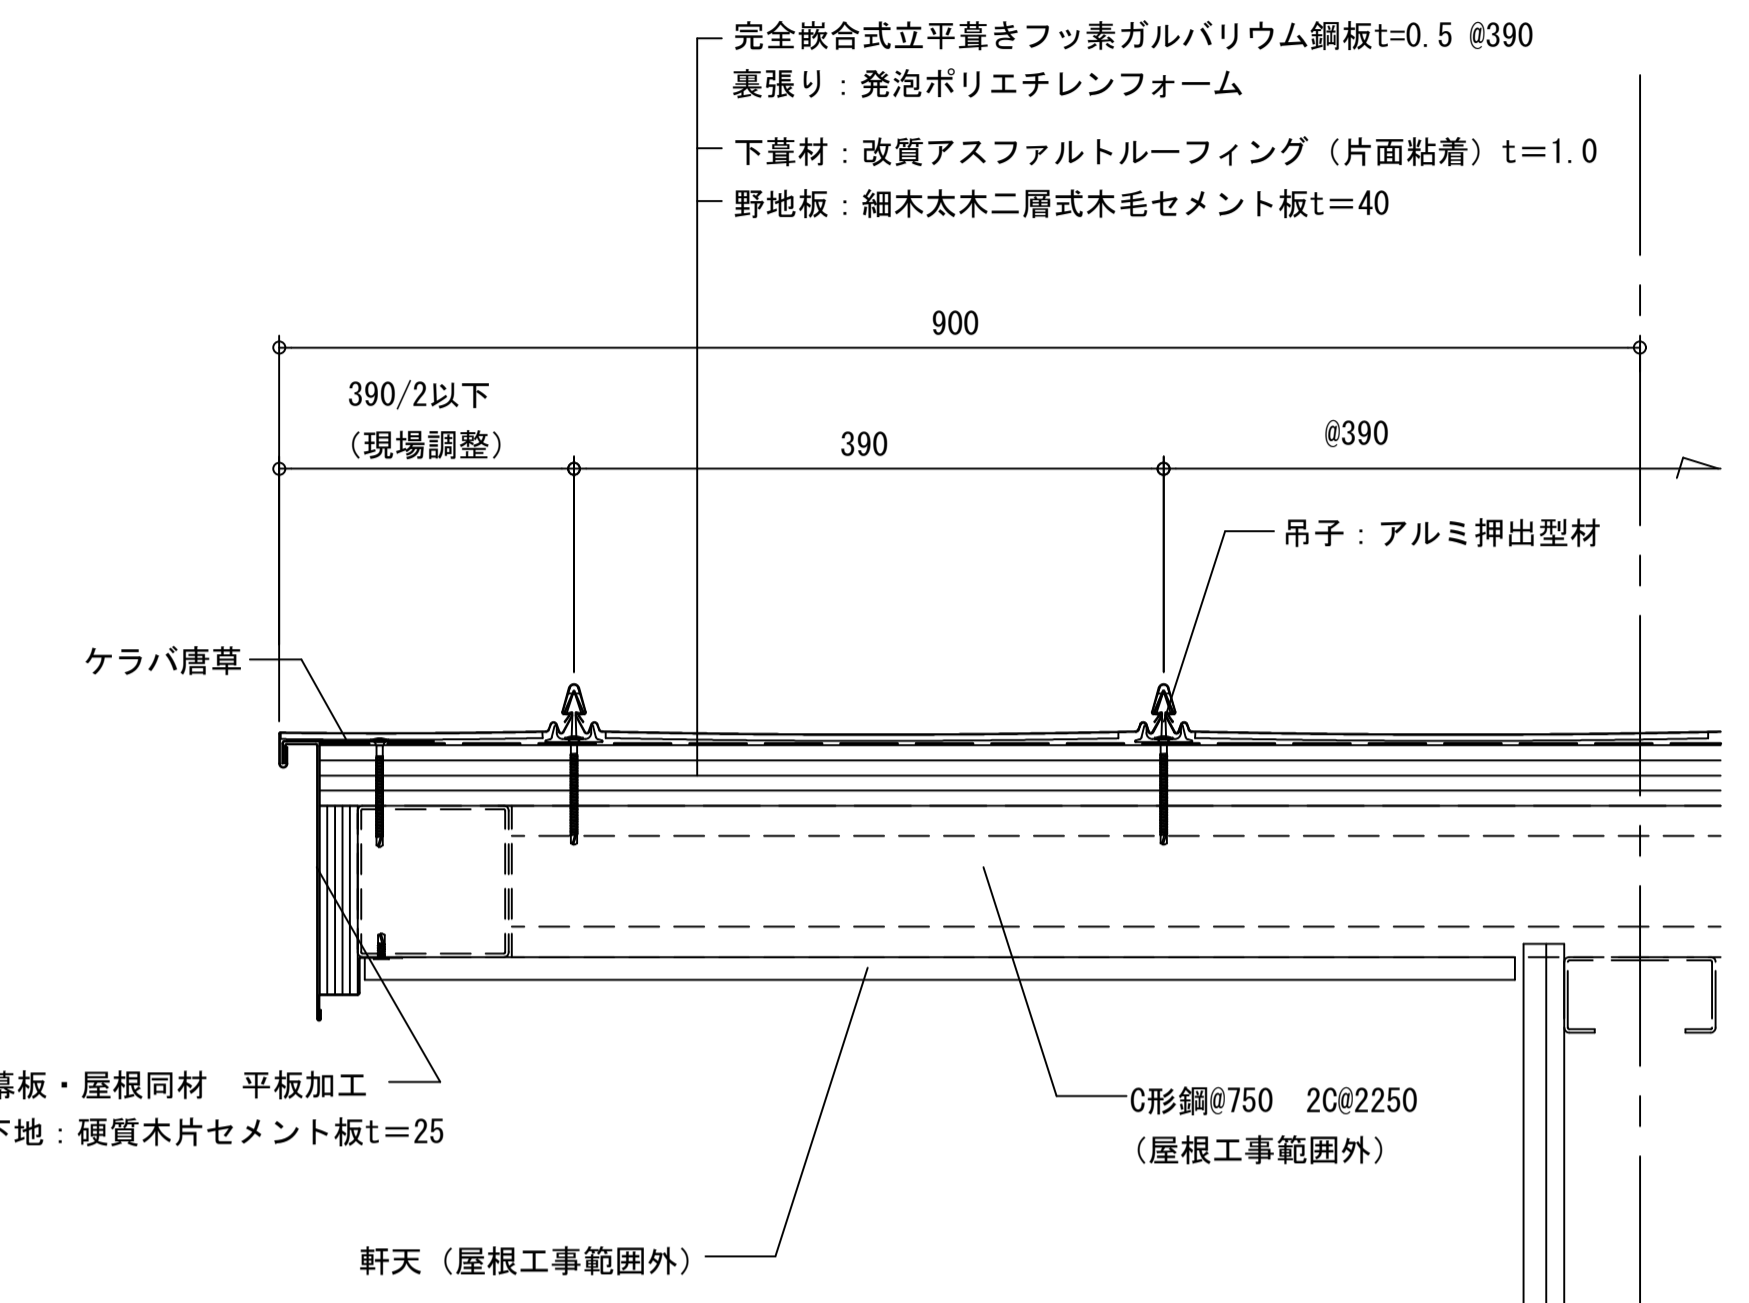 完全嵌合式立平葺きフッ素ガルバリウム鋼板t=0.5 @390
裏張り：発泡ポリエチレンフォーム
下葺材：改質アスファルトルーフィング（片面粘着）t＝1.0
野地板：細木太木二層式木毛セメント板t＝40
900
390/2以下
（現場調整）
390
@390
吊子：アルミ押出型材
ケラバ唐草
幕板・屋根同材　平板加工
下地：硬質木片セメント板t＝25
C形鋼@750　2C@2250
（屋根工事範囲外）
軒天（屋根工事範囲外）